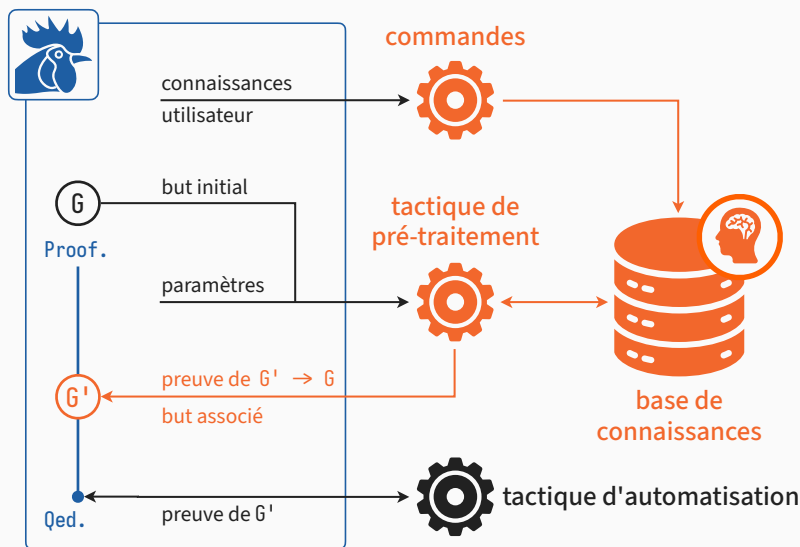 commandes
connaissances
utilisateur
G
but initial
Proof.
tactique de
pré-traitement
paramètres
preuve de G' → G
G'
but associé
base de
connaissances
tactique d'automatisation
Qed.
preuve de G'